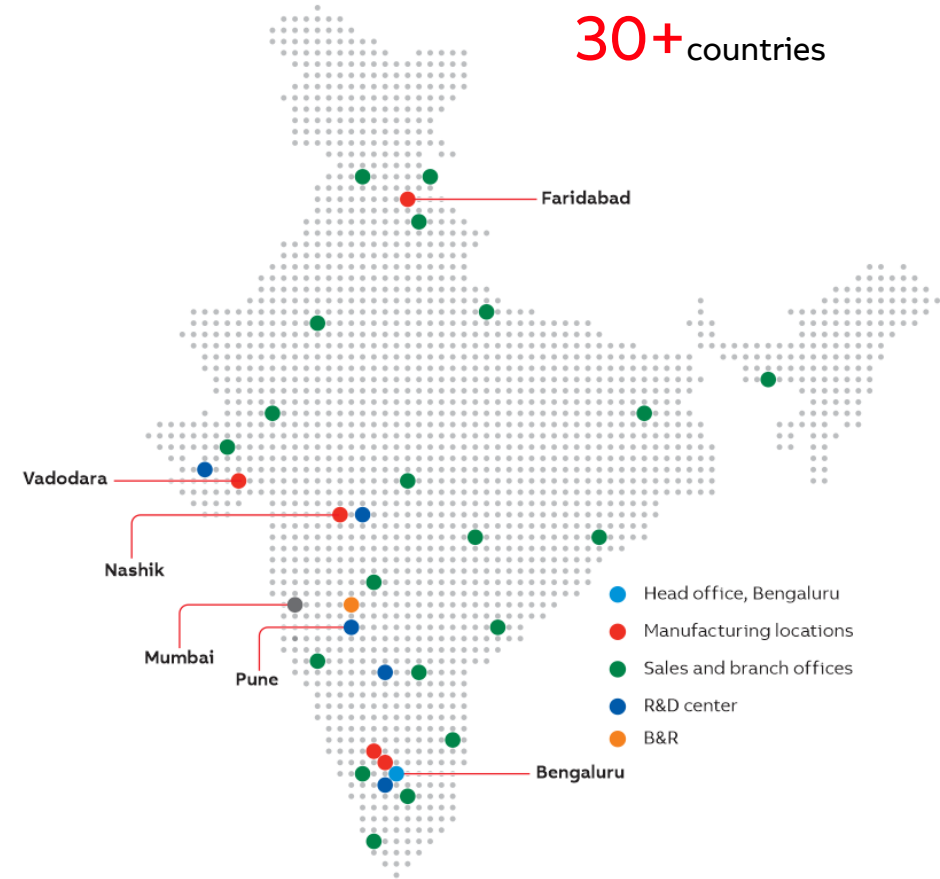 30+ countries
Faridabad
Vadodara
Nashik
Mumbai
Pune
Head office, Bengaluru
Manufacturing locations
Sales and branch offices
R&D center
B&R
Bengaluru